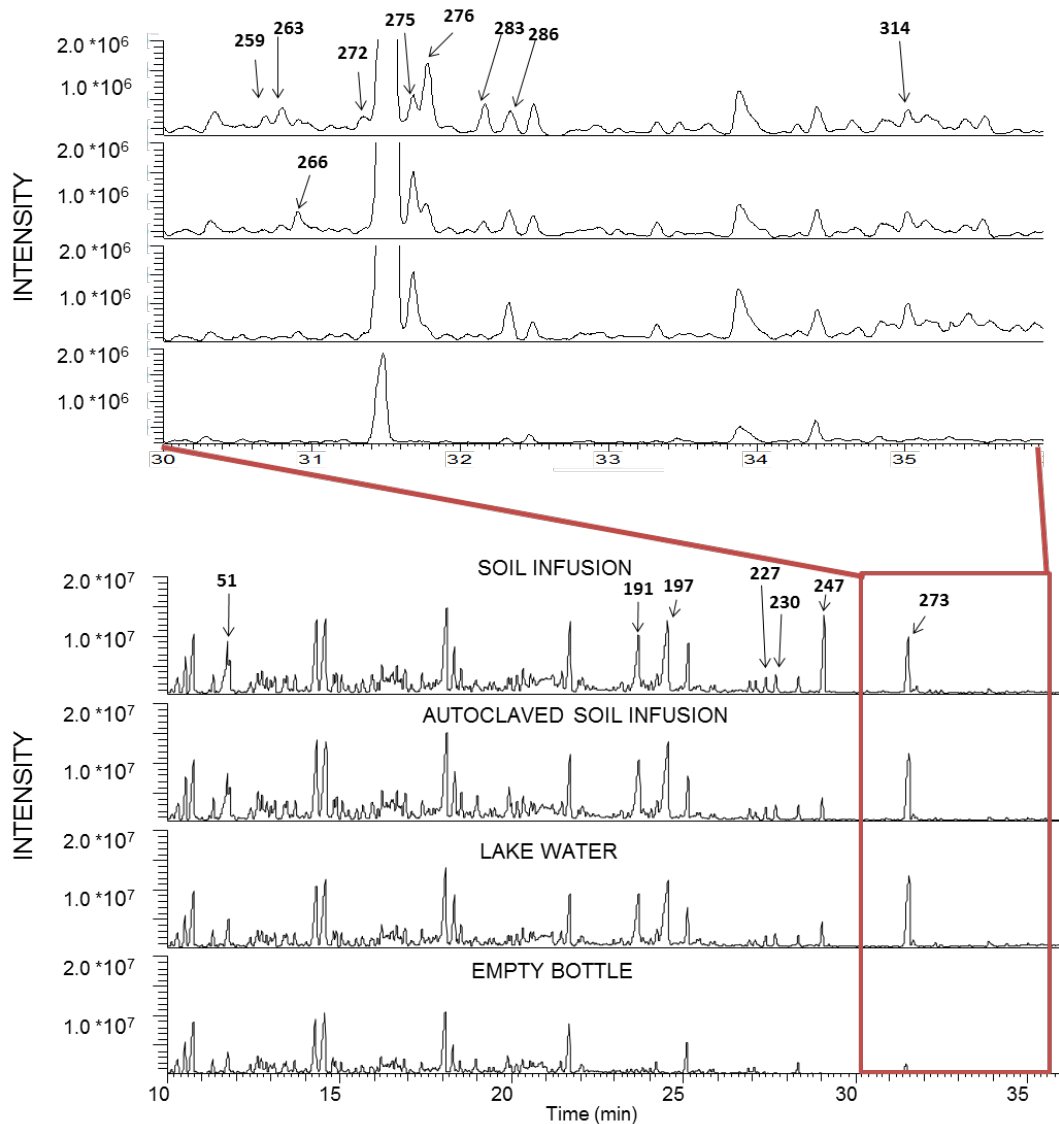 259 263 272 275 276 283 286 314
2.0 *10⁶
1.0 *10⁶
266
2.0 *10⁶
1.0 *10⁶
2.0 *10⁶
1.0 *10⁶
2.0 *10⁶
1.0 *10⁶
INTENSITY
30 31 32 33 34 35
SOIL INFUSION
51 191 197 227 230 247 273
2.0 *10⁷
1.0 *10⁷
AUTOCLAVED SOIL INFUSION
2.0 *10⁷
1.0 *10⁷
LAKE WATER
2.0 *10⁷
1.0 *10⁷
EMPTY BOTTLE
2.0 *10⁷
1.0 *10⁷
INTENSITY
10 15 20 25 30 35
Time (min)